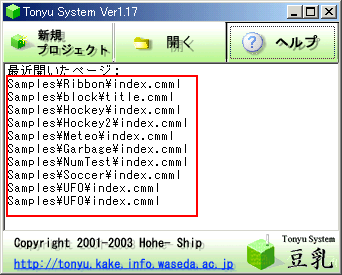 Tonyu System Ver1.17
新規
プロジェクト
開く
ヘルプ
最近開いたページ：
Samples¥Ribbon¥index.cmml
Samples¥block¥title.cmml
Samples¥Hockey¥index.cmml
Samples¥Hockey2¥index.cmml
Samples¥Meteo¥index.cmml
Samples¥Garbage¥index.cmml
Samples¥NumTest¥index.cmml
Samples¥Soccer¥index.cmml
Samples¥UFO¥index.cmml
Samples¥UFO¥index.cmml
Copyright 2001-2003 Hohe- Ship
http://tonyu.kake.info.waseda.ac.jp
Tonyu System
豆乳